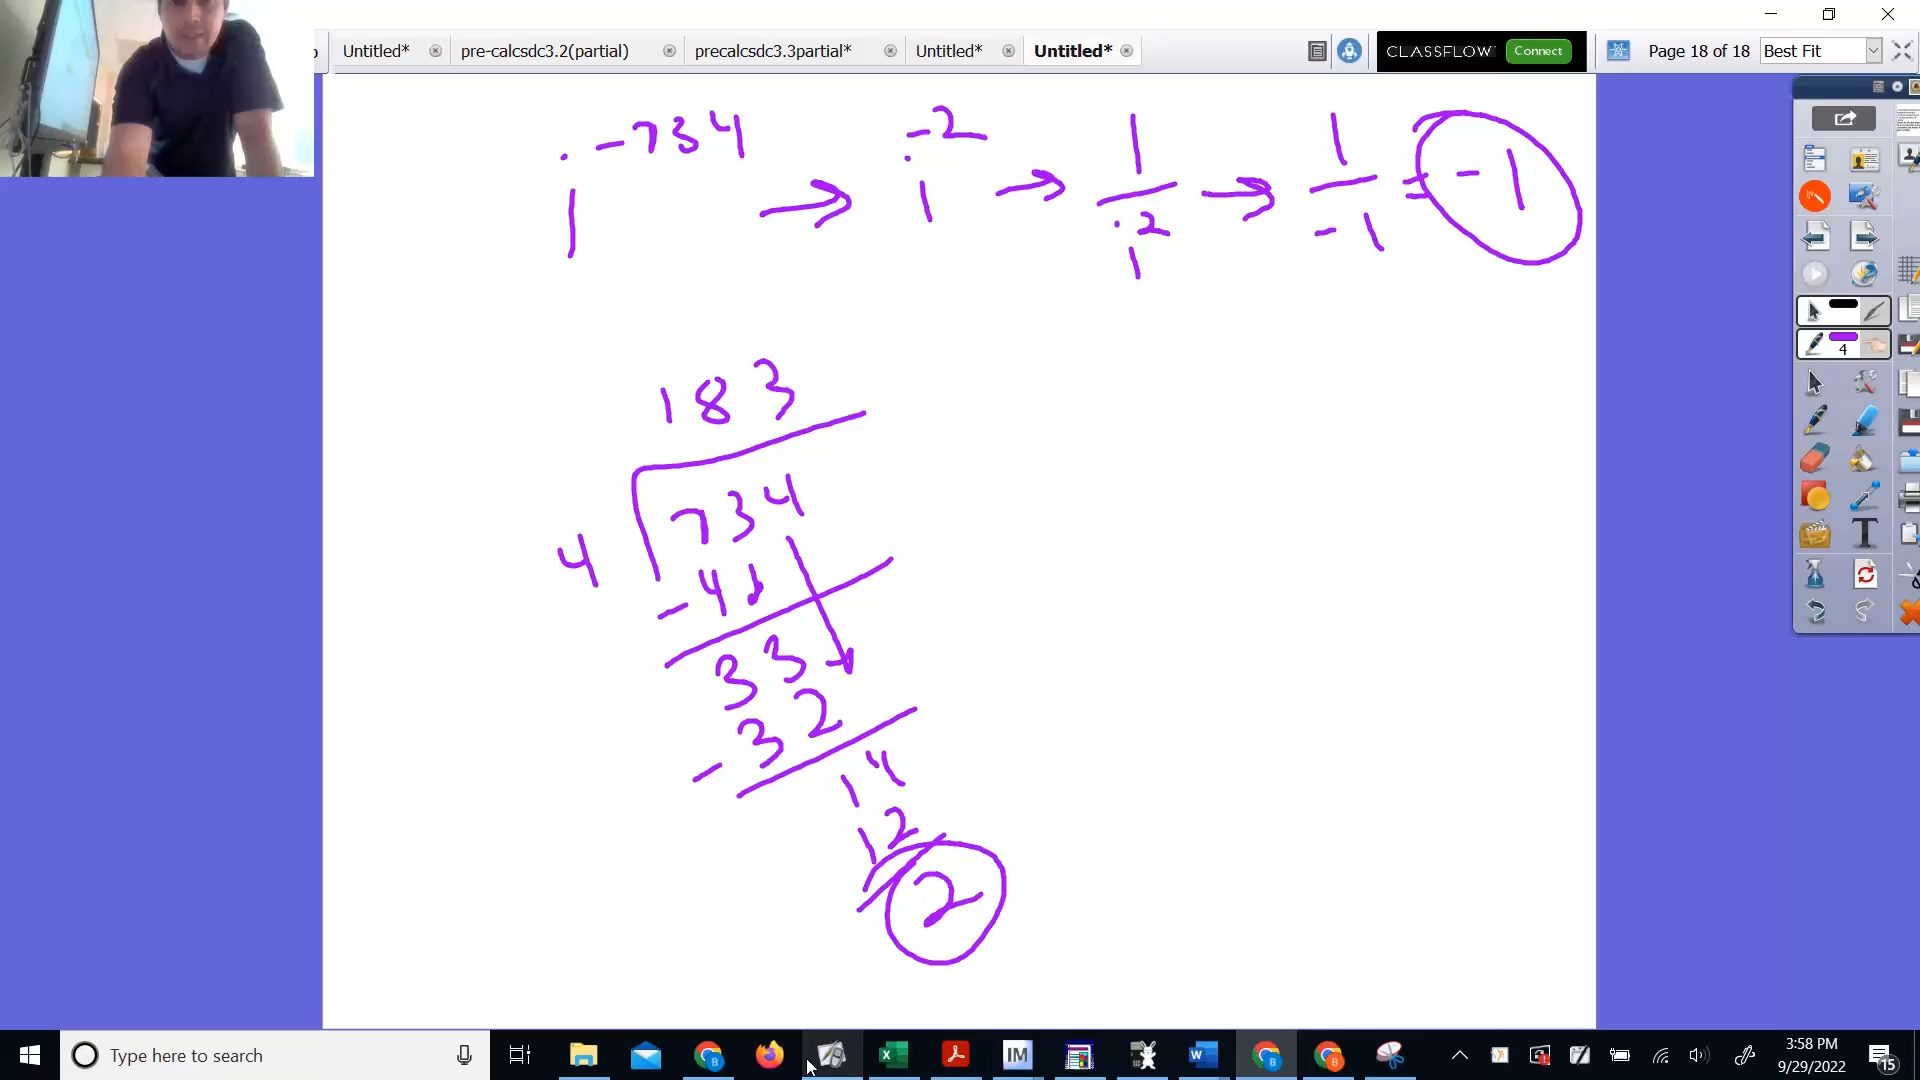 Untitled* pre-calcsdc3.2(partial) precalcsdc3.3partial* Untitled* Untitled* CLASSFLOW Connect Page 18 of 18 Best Fit
i^-734 → i^-2 → 1/i^2 → 1/-1 = -1
4
183
4 734
-4
33
-32
14
12
2
T
Type here to search IM 3:58 PM
9/29/2022 15